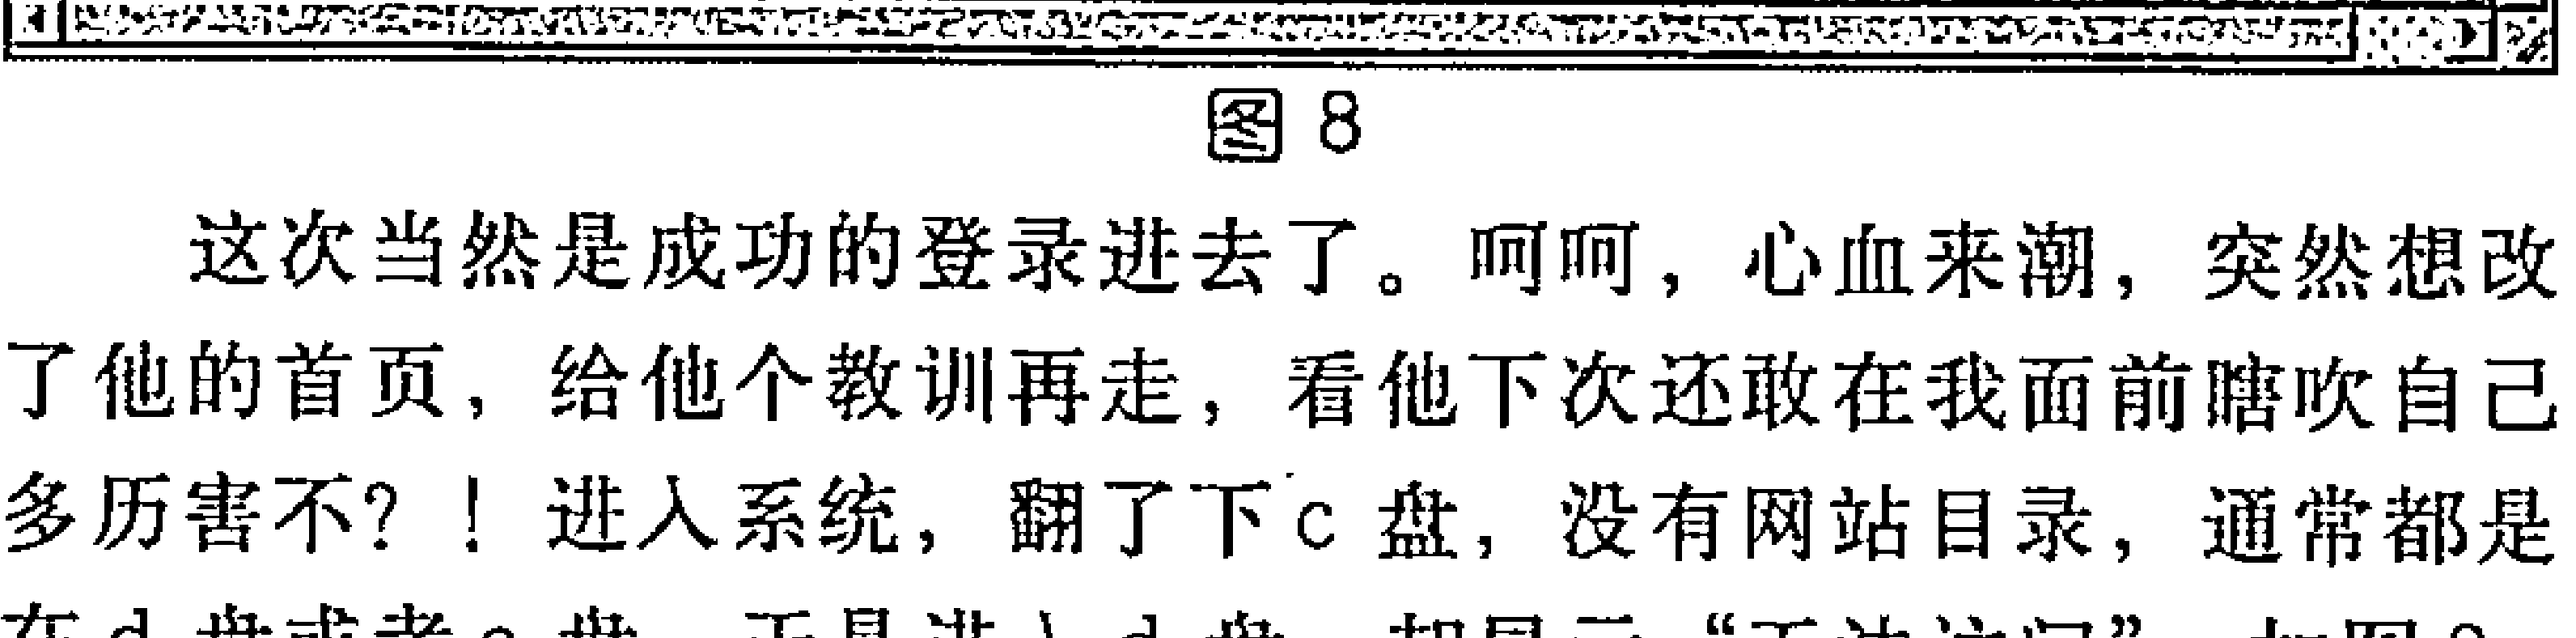 图 8
这次当然是成功的登录进去了。呵呵，心血来潮，突然想改
了他的首页，给他个教训再走，看他下次还敢在我面前瞎吹自己
多历害不？！进入系统，翻了下c 盘，没有网站目录，通常都是